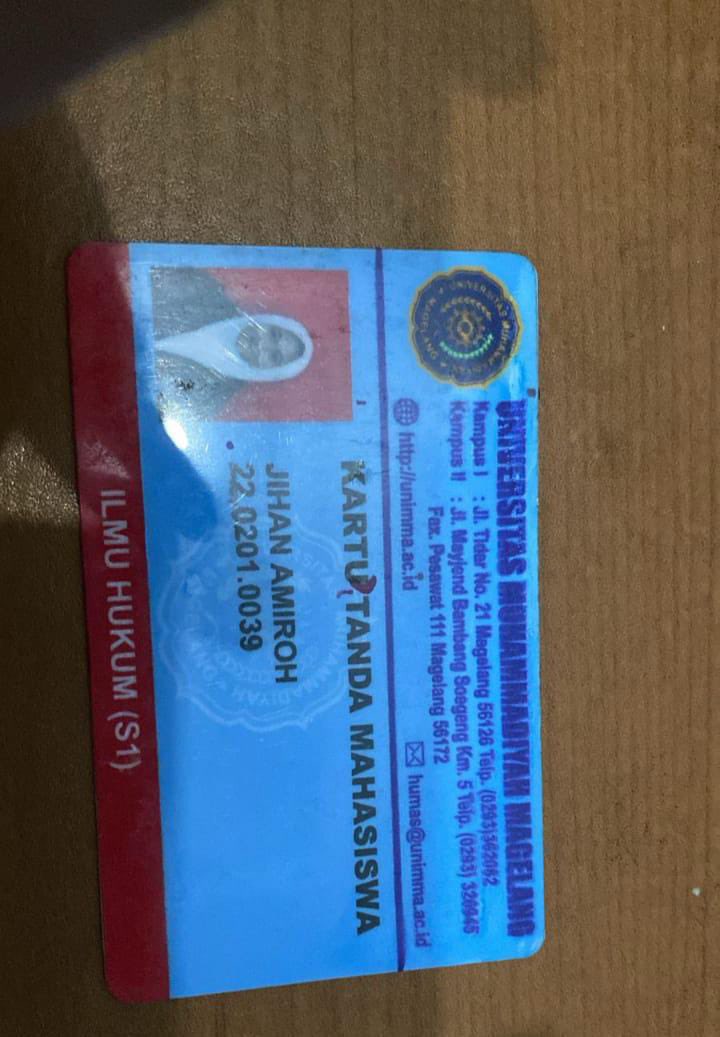 UNIVERSITAS MUHAMMADIYAH MAGELANG
Kampus I : Jl. Tidar No. 21 Magelang 56126 Telp. (0293)362082
Kampus II : Jl. Mayjend Bambang Soegeng Km. 5 Telp. (0293) 326945
Fax. Pesawat 111 Magelang 56172
http://unimma.ac.id humas@unimma.ac.id
KARTU TANDA MAHASISWA
JIHAN AMIROH
22.0201.0039
ILMU HUKUM (S1)